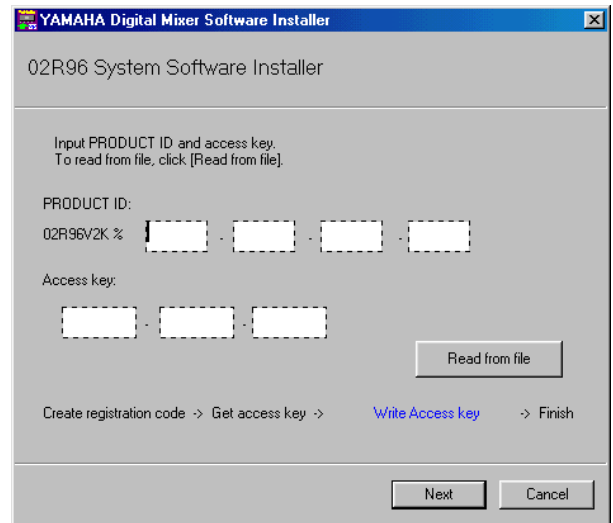 YAMAHA Digital Mixer Software Installer
02R96 System Software Installer
Input PRODUCT ID and access key.
To read from file, click [Read from file].
PRODUCT ID:
02R96V2K % - - -
Access key:
- -
Read from file
Create registration code -> Get access key -> Write Access key -> Finish
Next Cancel